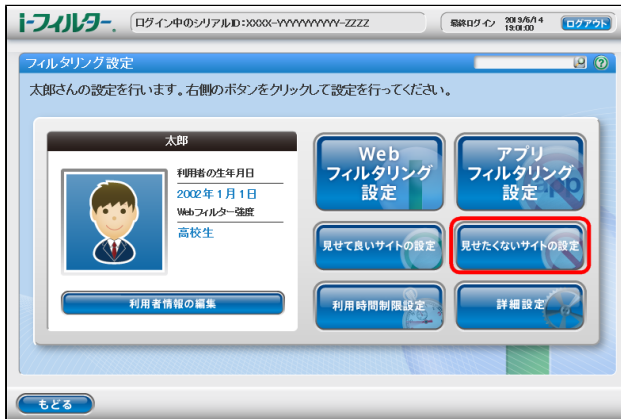 i-フィルター.
ログイン中のシリアルID:XXXX-YYYYYYYYYY-ZZZZ
最終ログイン 2019/6/14 19:01:00
ログアウト
フィルタリング設定
?
太郎さんの設定を行います。右側のボタンをクリックして設定を行ってください。
太郎
利用者の生年月日
2002年1月1日
Webフィルター強度
高校生
利用者情報の編集
Web
フィルタリング
設定
アプリ
フィルタリング
設定
app
見せて良いサイトの設定
見せたくないサイトの設定
利用時間制限設定
詳細設定
もどる